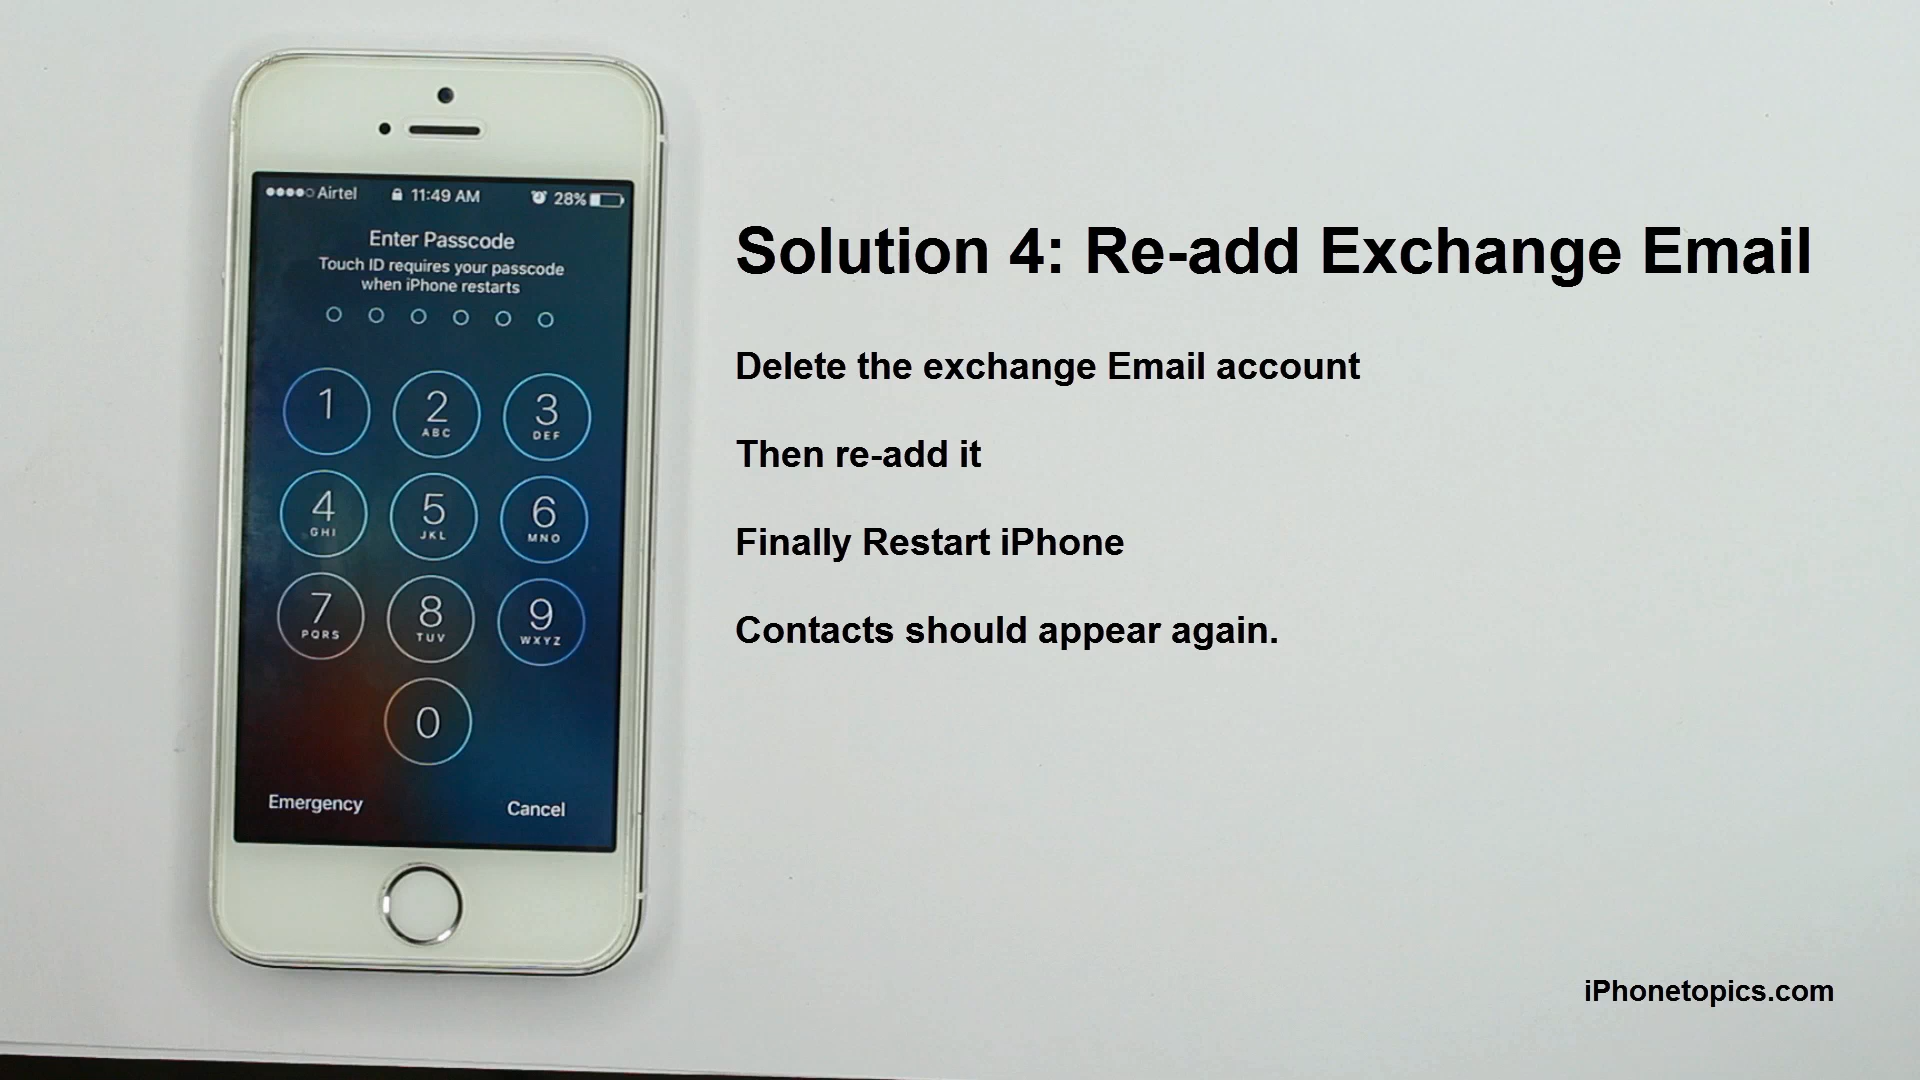 Airtel 11:49 AM 28%
Enter Passcode
Touch ID requires your passcode
when iPhone restarts
1 2 3
ABC DEF
4 5 6
GHI JKL MNO
7 8 9
PQRS TUV WXYZ
0
Emergency Cancel
Solution 4: Re-add Exchange Email
Delete the exchange Email account
Then re-add it
Finally Restart iPhone
Contacts should appear again.
iPhonetopics.com